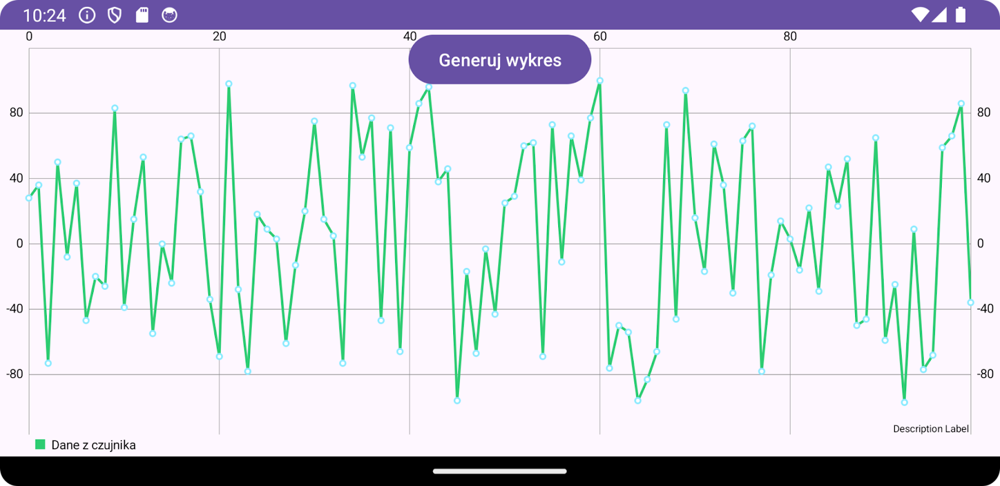 10:24
0 20 40 60 80
Generuj wykres
80 80
40 40
0 0
-40 -40
-80 -80
Description Label
Dane z czujnika